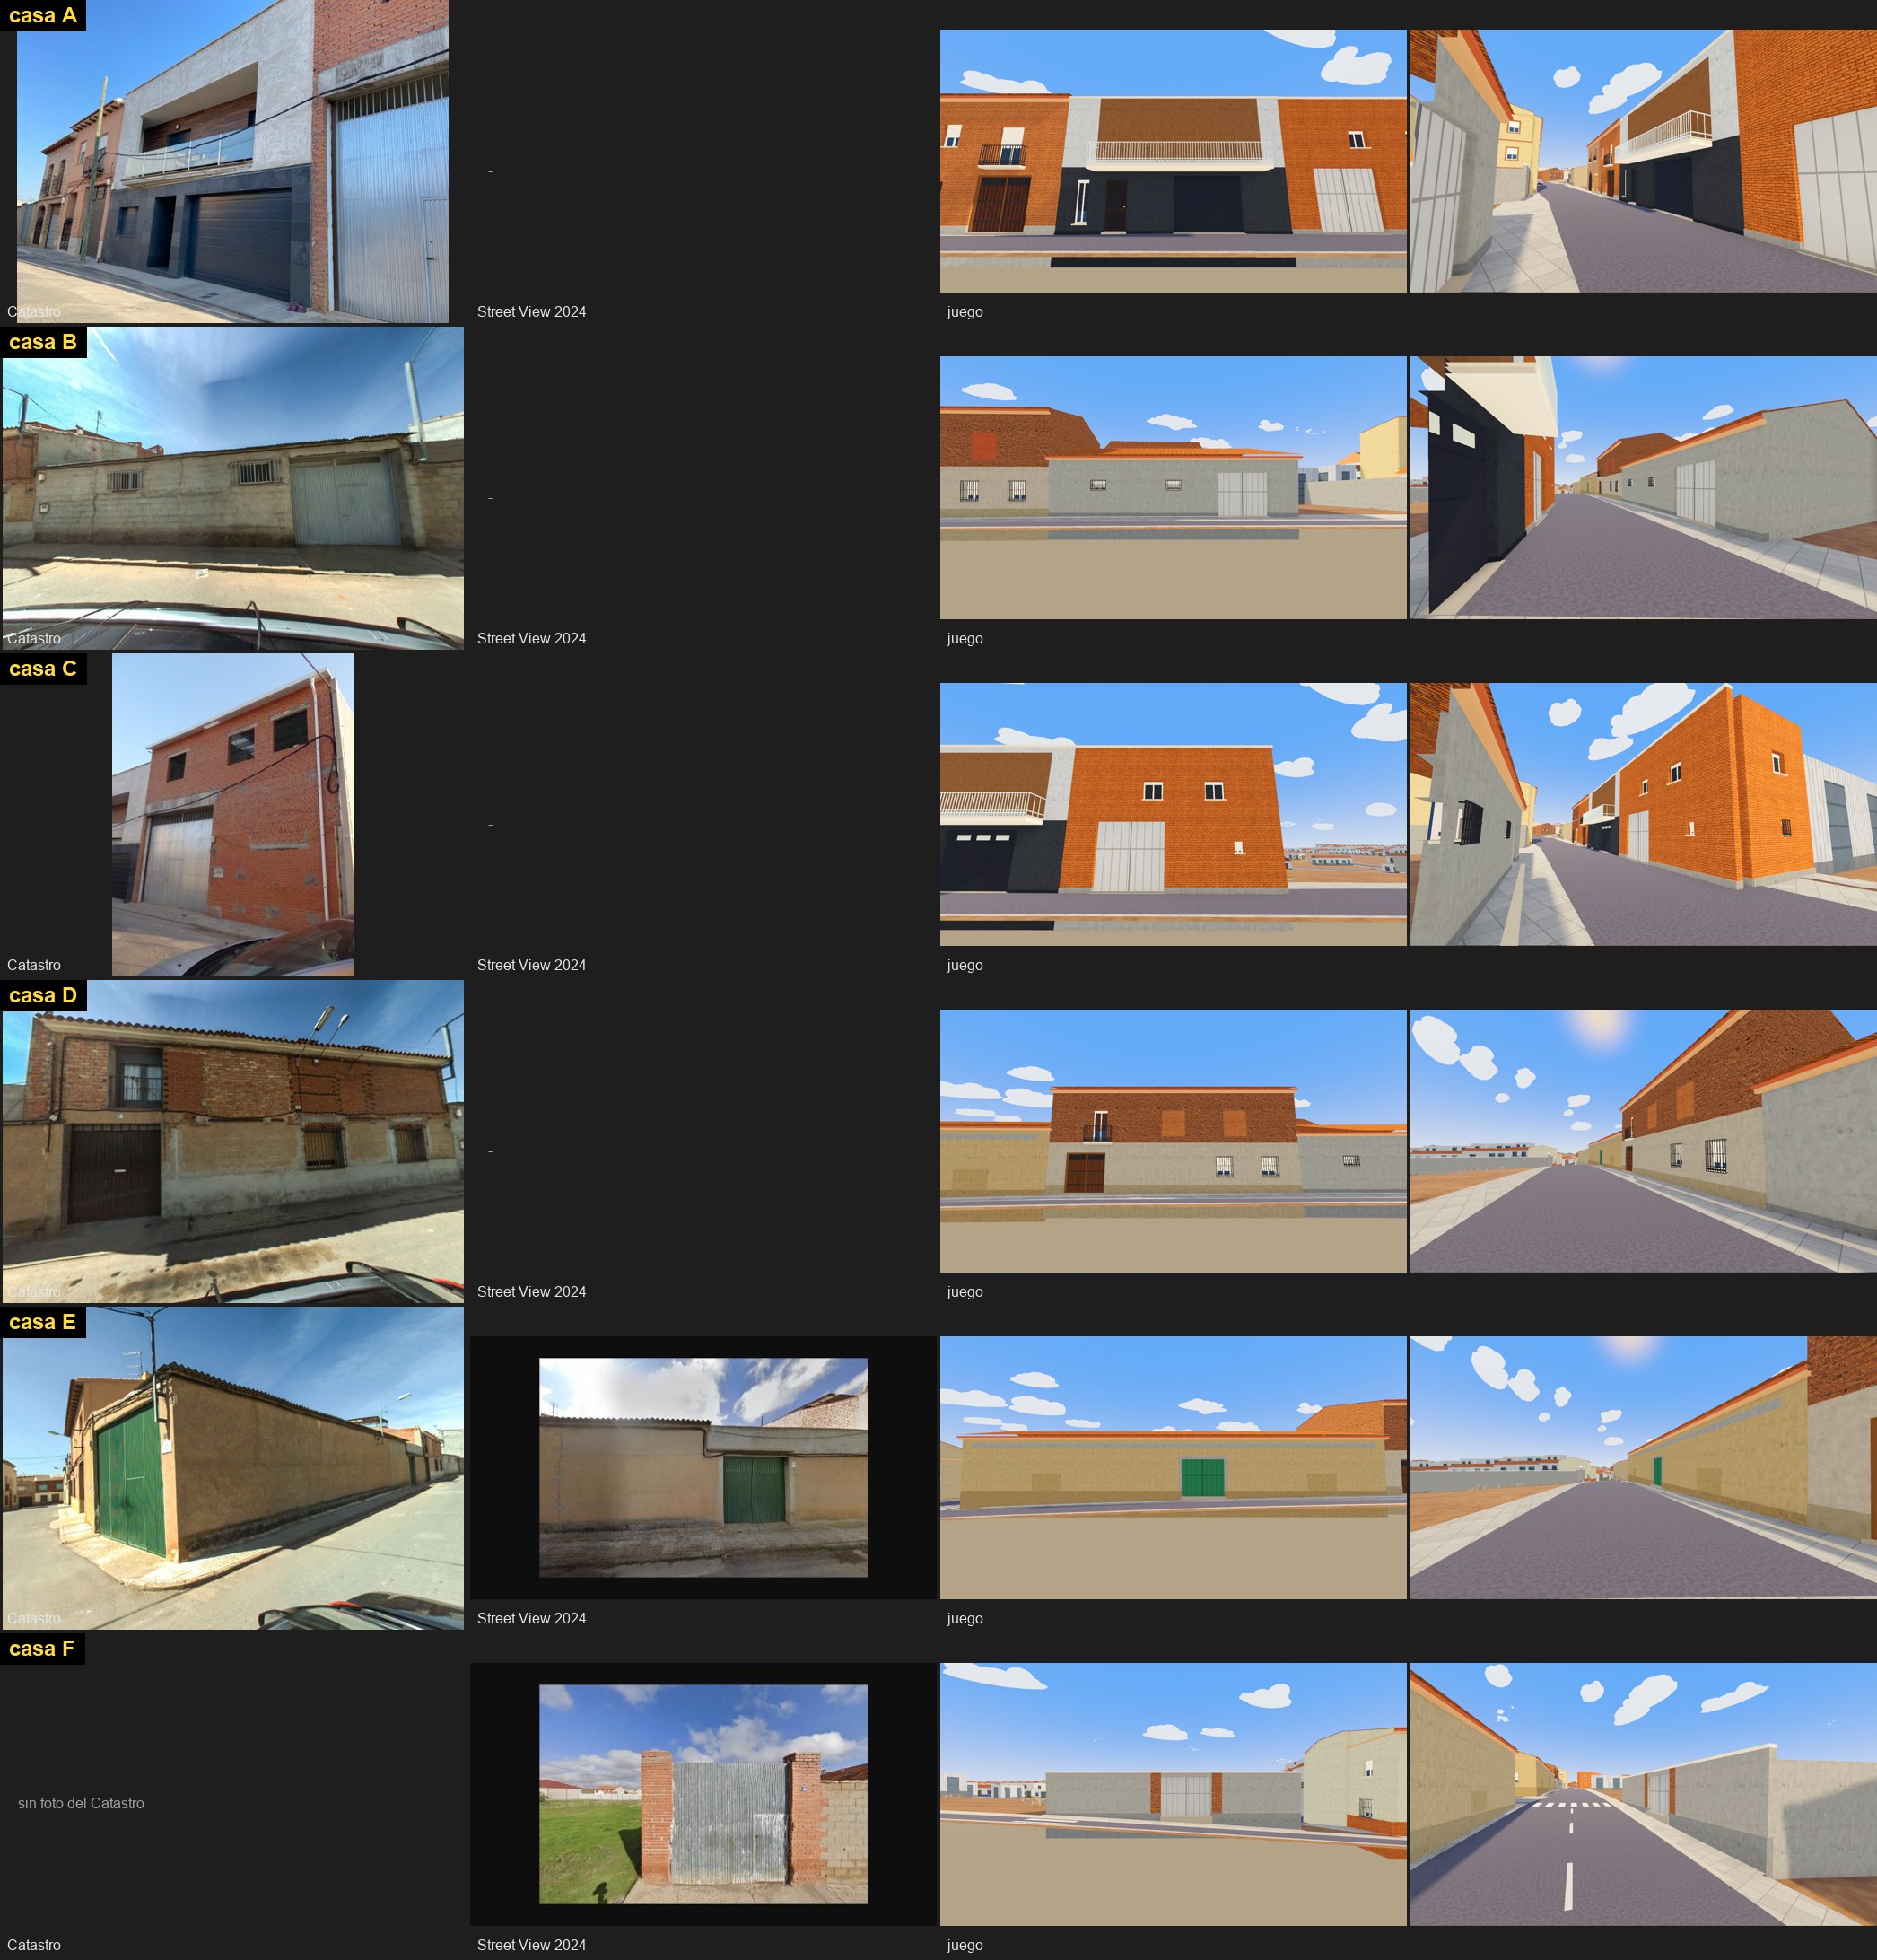 casa A
Catastro
-
Street View 2024
juego
casa B
Catastro
-
Street View 2024
juego
casa C
Catastro
-
Street View 2024
juego
casa D
Catastro
-
Street View 2024
juego
casa E
Catastro
Street View 2024
juego
casa F
sin foto del Catastro
Catastro
Street View 2024
juego